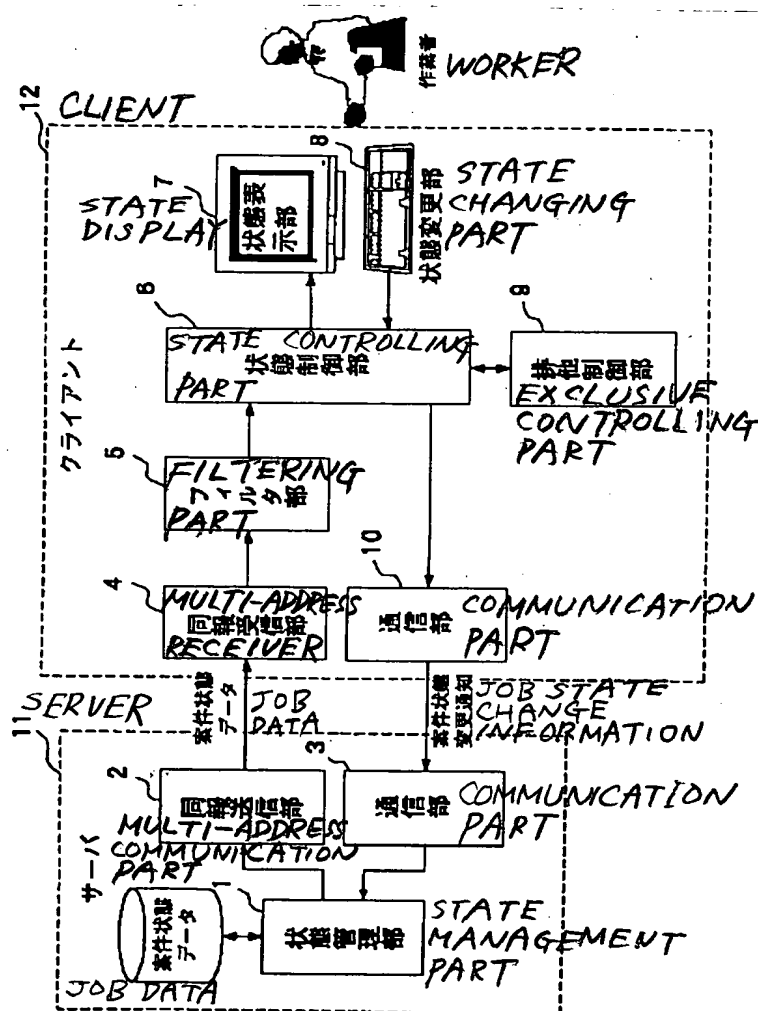 12
CLIENT
クライアント
STATE
DISPLAY
7
状態表
示部
8
状態変更部
STATE
CHANGING
PART
作業者
WORKER
6
STATE CONTROLLING
状態制御部
PART
9
排他制御部
EXCLUSIVE
CONTROLLING
PART
5
FILTERING
フィルタ部
PART
4
MULTI-ADDRESS
同報受信部
RECEIVER
10
通信部
COMMUNICATION
PART
案件状態
データ
JOB
DATA
案件状態
変更通知
JOB STATE
CHANGE
INFORMATION
11
SERVER
サーバ
2
同報送信部
MULTI-ADDRESS
COMMUNICATION
PART
3
通信部
COMMUNICATION
PART
案件状態
データ
JOB DATA
1
状態管理部
STATE
MANAGEMENT
PART